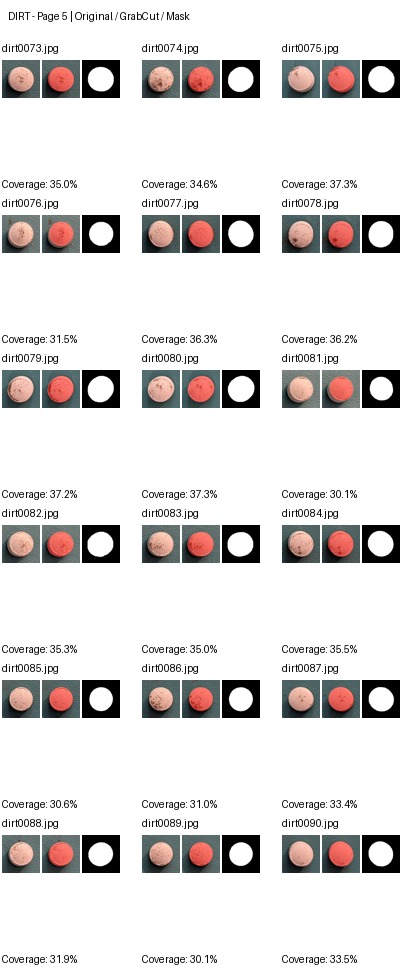 DIRT - Page 5 | Original / GrabCut / Mask
dirt0073.jpg dirt0074.jpg dirt0075.jpg
Coverage: 35.0% Coverage: 34.6% Coverage: 37.3%
dirt0076.jpg dirt0077.jpg dirt0078.jpg
Coverage: 31.5% Coverage: 36.3% Coverage: 36.2%
dirt0079.jpg dirt0080.jpg dirt0081.jpg
Coverage: 37.2% Coverage: 37.3% Coverage: 30.1%
dirt0082.jpg dirt0083.jpg dirt0084.jpg
Coverage: 35.3% Coverage: 35.0% Coverage: 35.5%
dirt0085.jpg dirt0086.jpg dirt0087.jpg
Coverage: 30.6% Coverage: 31.0% Coverage: 33.4%
dirt0088.jpg dirt0089.jpg dirt0090.jpg
Coverage: 31.9% Coverage: 30.1% Coverage: 33.5%